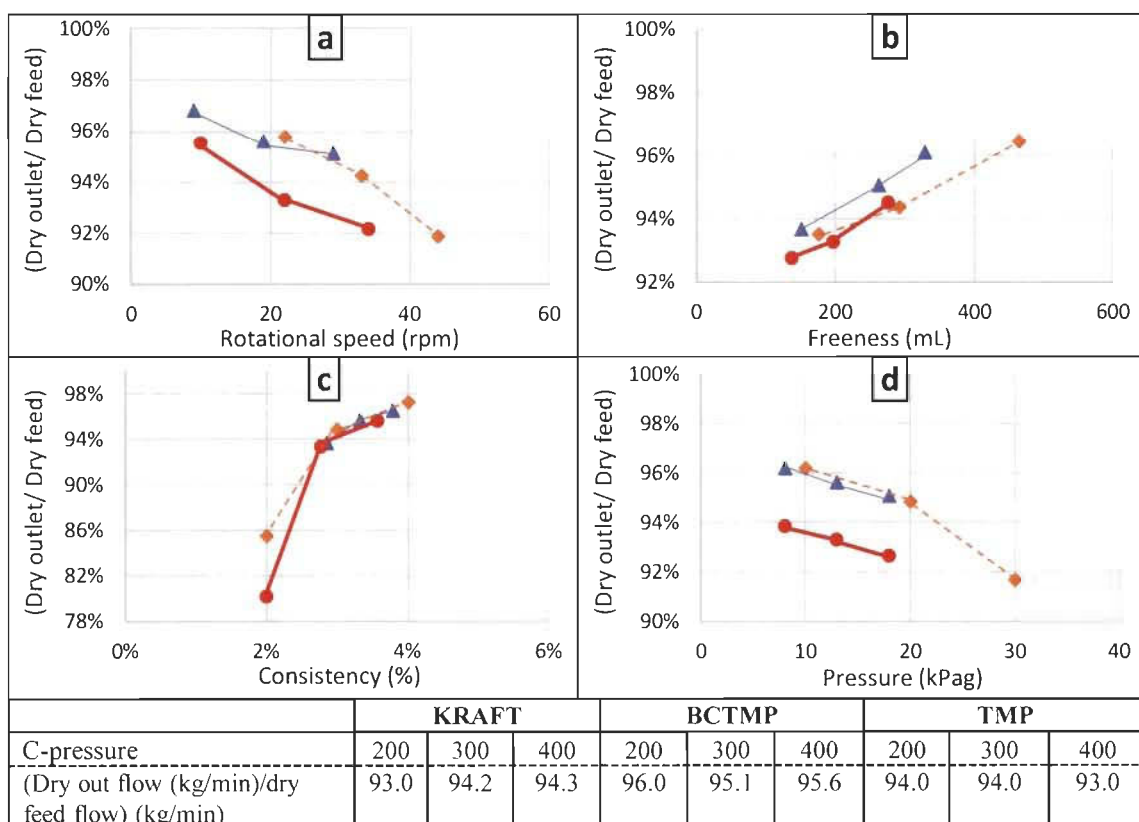 a
(Dry outlet/ Dry feed)
100%
98%
96%
94%
92%
90%
0 20 40 60
Rotational speed (rpm)
b
(Dry outlet/ Dry feed)
100%
98%
96%
94%
92%
0 200 400 600
Freeness (mL)
c
(Dry outlet/ Dry feed)
98%
94%
90%
86%
82%
78%
0% 2% 4% 6%
Consistency (%)
d
(Dry outlet/ Dry feed)
100%
98%
96%
94%
92%
90%
0 10 20 30 40
Pressure (kPag)
KRAFT BCTMP TMP
C-pressure 200 300 400 200 300 400 200 300 400
(Dry out flow (kg/min)/dry 93.0 94.2 94.3 96.0 95.1 95.6 94.0 94.0 93.0
feed flow) (kg/min)